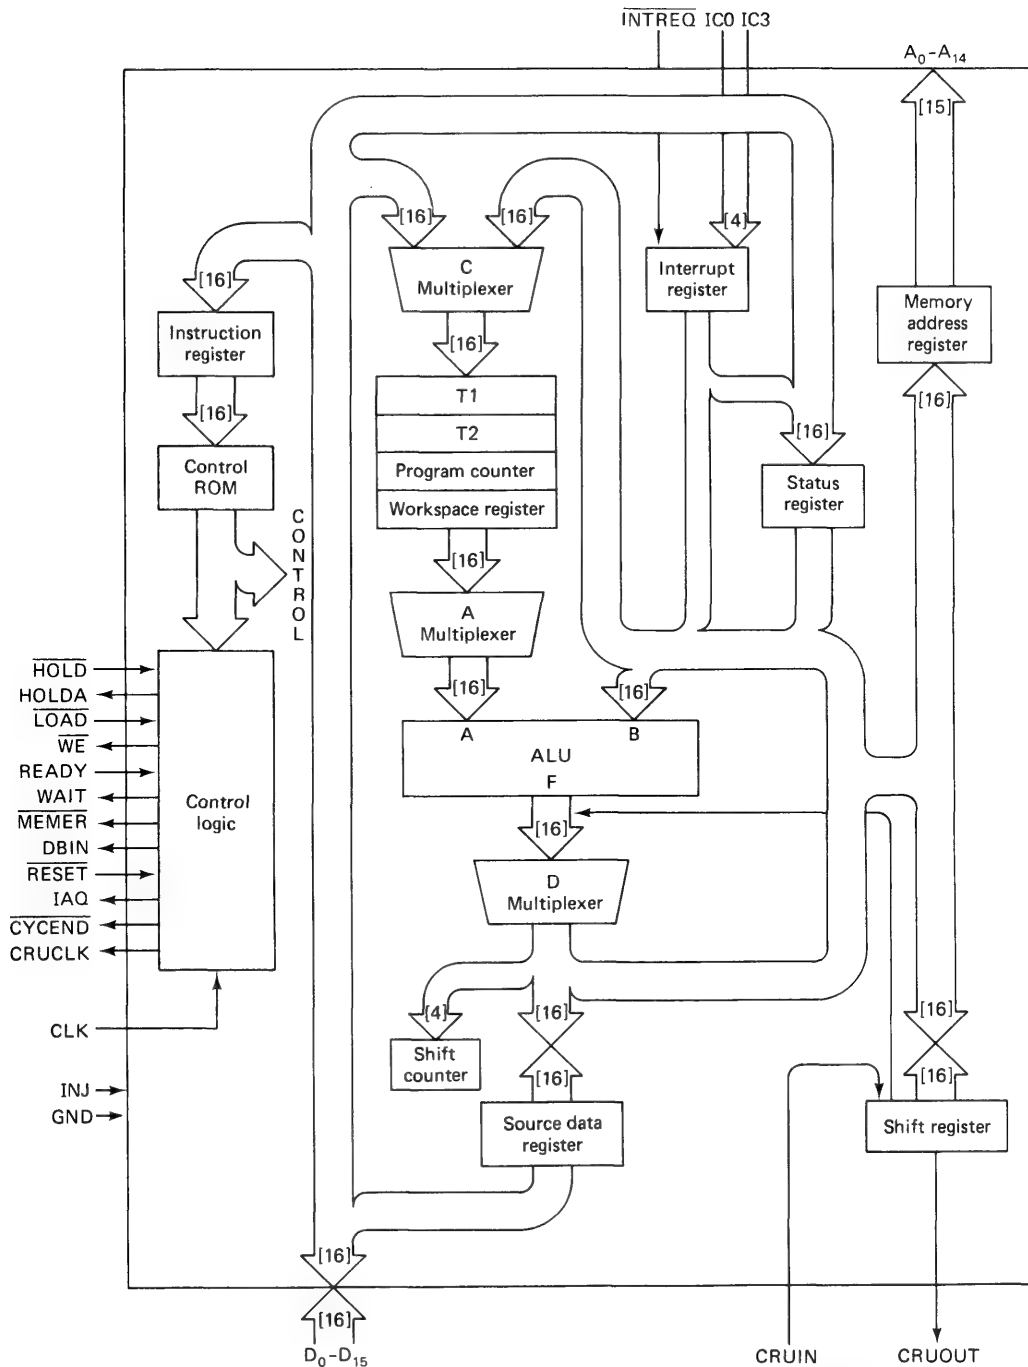 INTREQ IC0 IC3
A0-A14
[15]
[16]
[16]
[4]
[16]
C
Multiplexer
Interrupt
register
Memory
address
register
Instruction
register
[16]
[16]
T1
[16]
T2
[16]
Control
ROM
Program counter
Status
register
Workspace register
CONTROL
[16]
A
Multiplexer
HOLD
HOLDA
LOAD
WE
READY
WAIT
MEMER
DBIN
RESET
IAQ
CYCEND
CRUCLK
Control
logic
[16]
[16]
A
B
ALU
F
[16]
D
Multiplexer
CLK
[4]
[16]
[16]
Shift
counter
[16]
[16]
INJ
GND
Source data
register
Shift register
[16]
[16]
D0-D15
CRUIN
CRUOUT